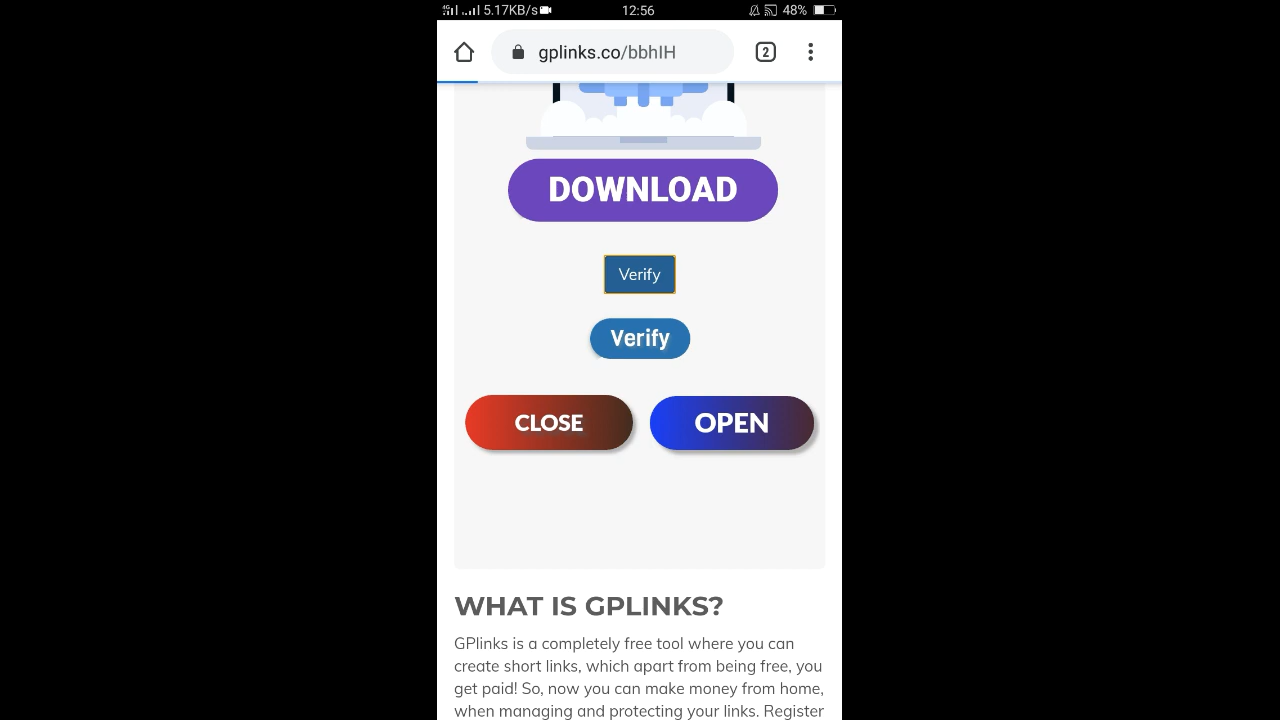 4G 5.17KB/s 12:56 48%
gplinks.co/bbhIH 2
DOWNLOAD
Verify
Verify
CLOSE OPEN
WHAT IS GPLINKS?
GPlinks is a completely free tool where you can
create short links, which apart from being free, you
get paid! So, now you can make money from home,
when managing and protecting your links. Register